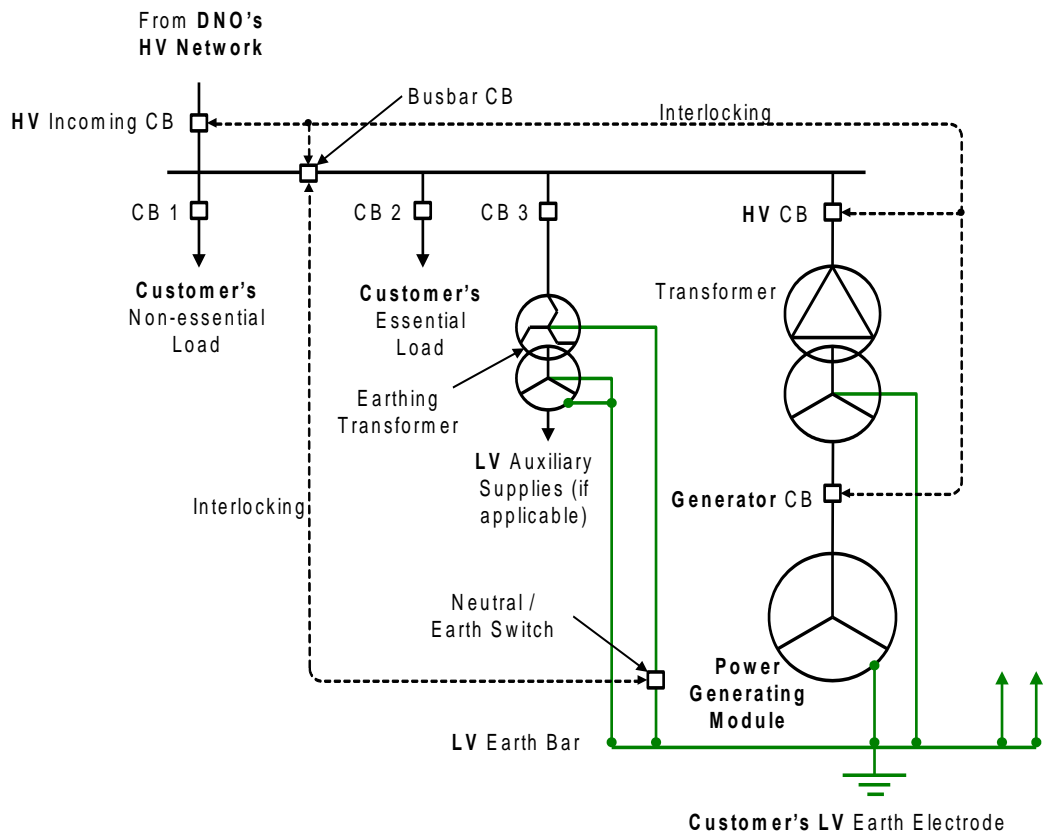 From DNO's
HV Network
Busbar CB
HV Incoming CB
Interlocking
CB 1
CB 2
CB 3
HV CB
Customer's
Non-essential
Load
Customer's
Essential
Load
Transformer
Earthing
Transformer
LV Auxiliary
Supplies (if
applicable)
Generator CB
Interlocking
Neutral /
Earth Switch
Power
Generating
Module
LV Earth Bar
Customer's LV Earth Electrode